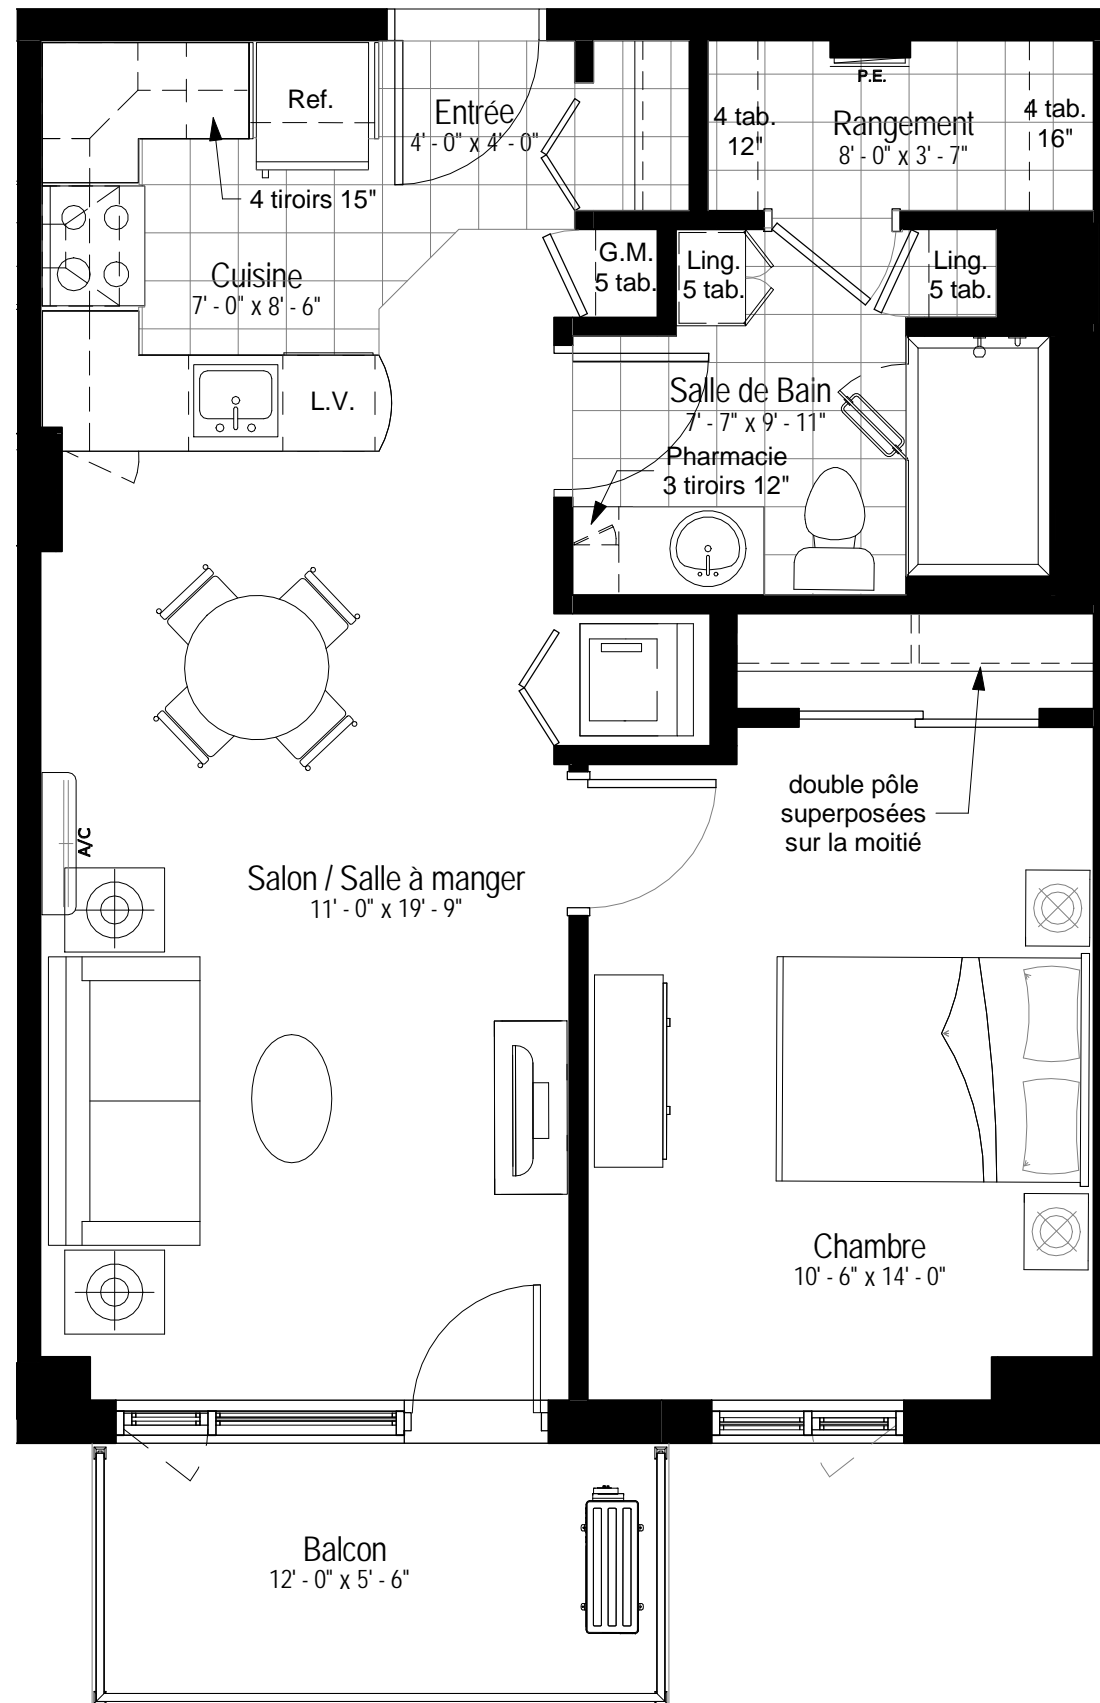 Ref.
Entrée
4' - 0" x 4' - 0"
P.E.
4 tab.
12"
Rangement
8' - 0" x 3' - 7"
4 tab.
16"
4 tiroirs 15"
Cuisine
7' - 0" x 8' - 6"
G.M.
5 tab.
Ling.
5 tab.
Ling.
5 tab.
L.V.
Salle de Bain
7' - 7" x 9' - 11"
Pharmacie
3 tiroirs 12"
double pôle
superposées
sur la moitié
A/C
Salon / Salle à manger
11' - 0" x 19' - 9"
Chambre
10' - 6" x 14' - 0"
Balcon
12' - 0" x 5' - 6"